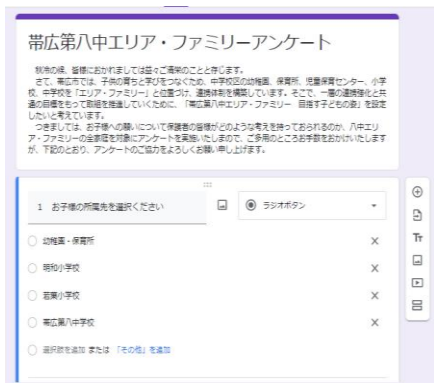 帯広第八中エリア・ファミリーアンケート
秋冷の候、皆様におかれましては益々ご清栄のことと存じます。
さて、帯広市では、子供の育ちと学びをつなぐため、中学校区の幼稚園、保育所、児童保育センター、小学
校、中学校を「エリア・ファミリー」と位置づけ、連携体制を構築しています。そこで、一層の連携強化と共
通の目標をもって取組を推進していくために、「帯広第八中エリア・ファミリー　目指す子どもの姿」を設定
したいと考えています。
つきましては、お子様への願いについて保護者の皆様がどのような考えを持っておられるのか、八中エリ
ア・ファミリーの全家庭を対象にアンケートを実施いたしますので、ご多用のところお手数をおかけいたします
が、下記のとおり、アンケートのご協力をよろしくお願い申し上げます。
1　お子様の所属先を選択ください
ラジオボタン
幼稚園・保育所
明和小学校
若葉小学校
帯広第八中学校
選択肢を追加 または 「その他」を追加
Tт